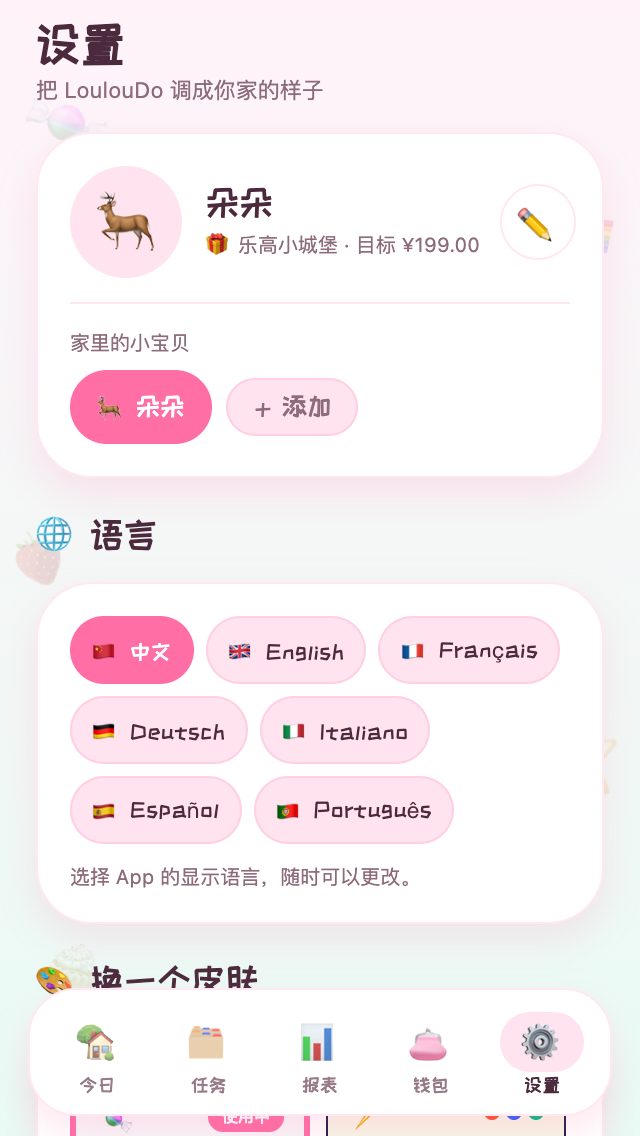 设置
把 LoulouDo 调成你家的样子
朵朵
乐高小城堡 · 目标 ¥199.00
家里的小宝贝
朵朵
+ 添加
语言
中文
English
Français
Deutsch
Italiano
Español
Português
选择 App 的显示语言，随时可以更改。
换一个皮肤
今日
任务
报表
钱包
设置
使用中